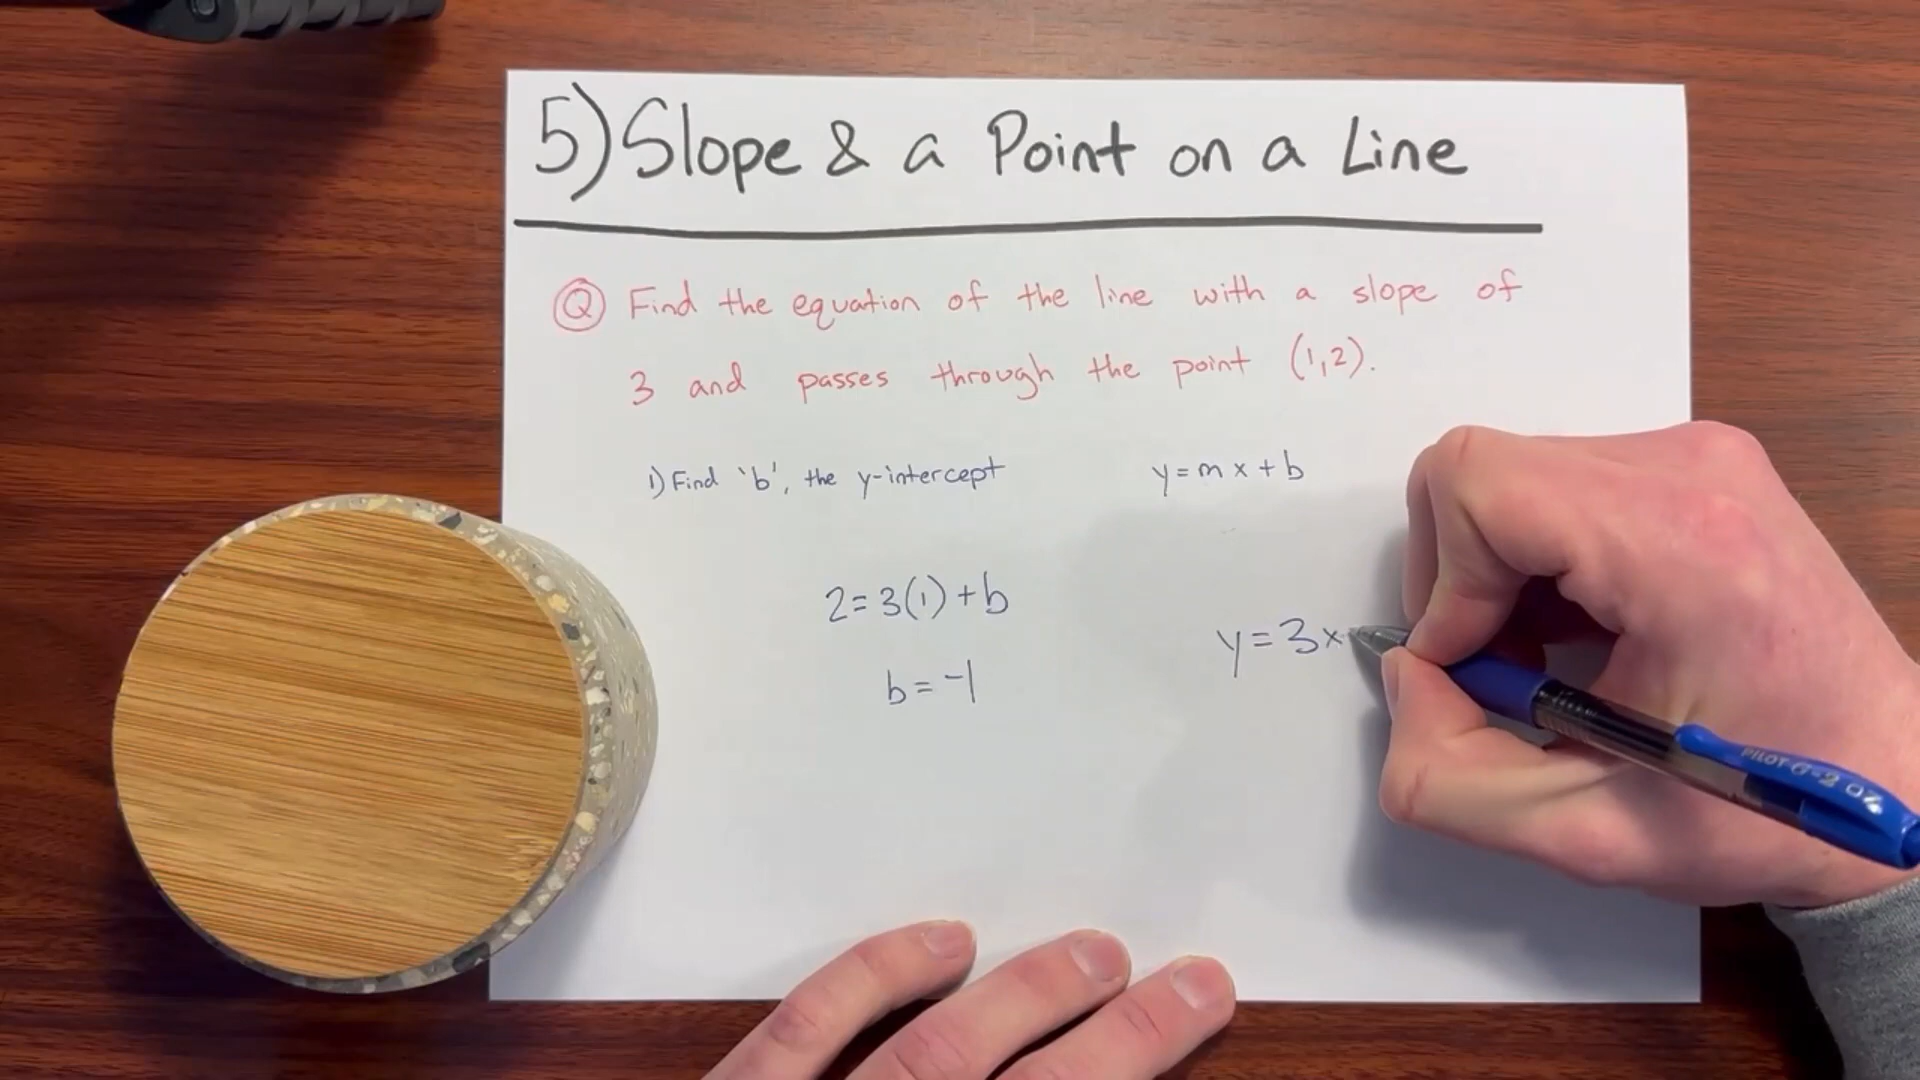 5) Slope & a Point on a Line
Q Find the equation of the line with a slope of
3 and passes through the point (1,2).
1) Find 'b', the y-intercept
y=mx+b
2=3(1)+b
y=3x
b=-1
PILOT G-2 07